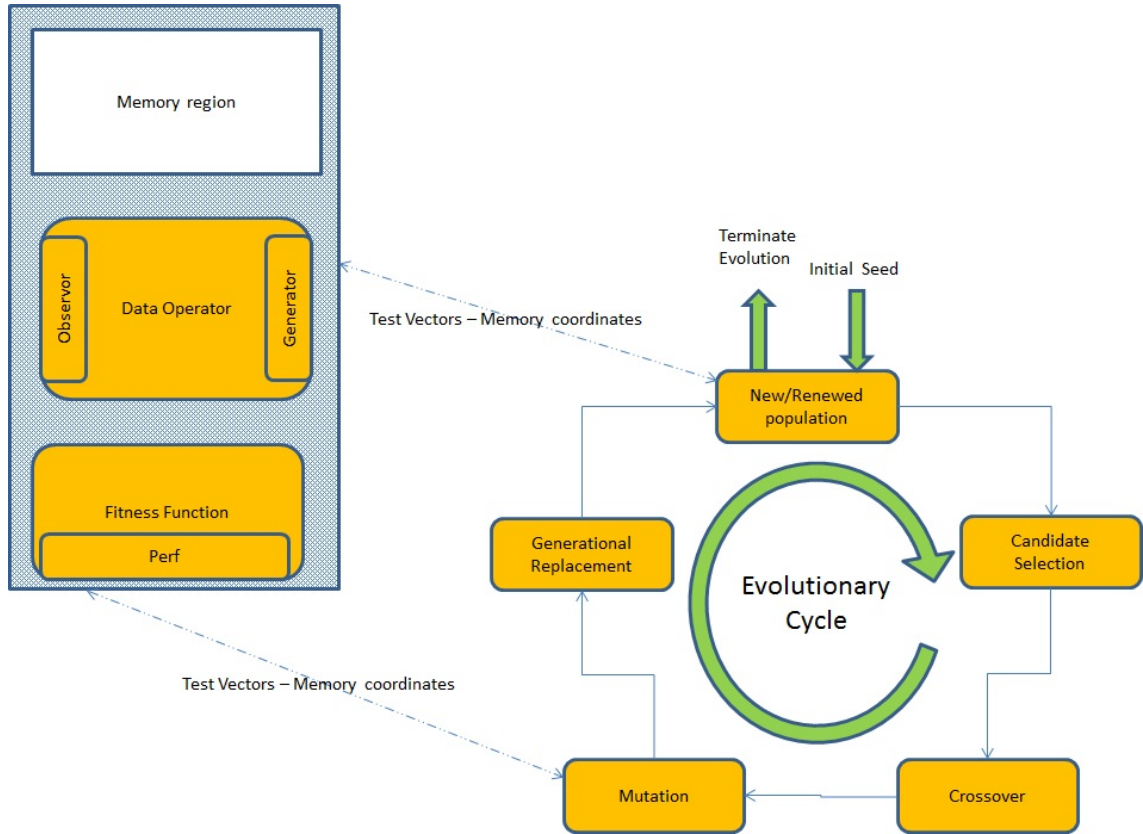 Memory region
Observor
Data Operator
Generator
Fitness Function
Perf
Test Vectors – Memory coordinates
Test Vectors – Memory coordinates
Terminate
Evolution
Initial Seed
New/Renewed
population
Candidate
Selection
Crossover
Mutation
Generational
Replacement
Evolutionary
Cycle